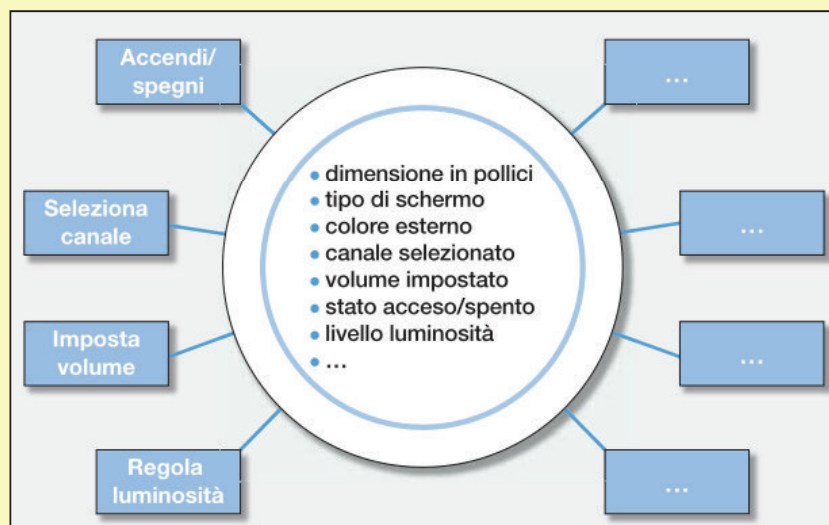 Accendi/
spegni
...
Seleziona
canale
...
Imposta
volume
...
Regola
luminosità
...
• dimensione in pollici
• tipo di schermo
• colore esterno
• canale selezionato
• volume impostato
• stato acceso/spento
• livello luminosità
• ...